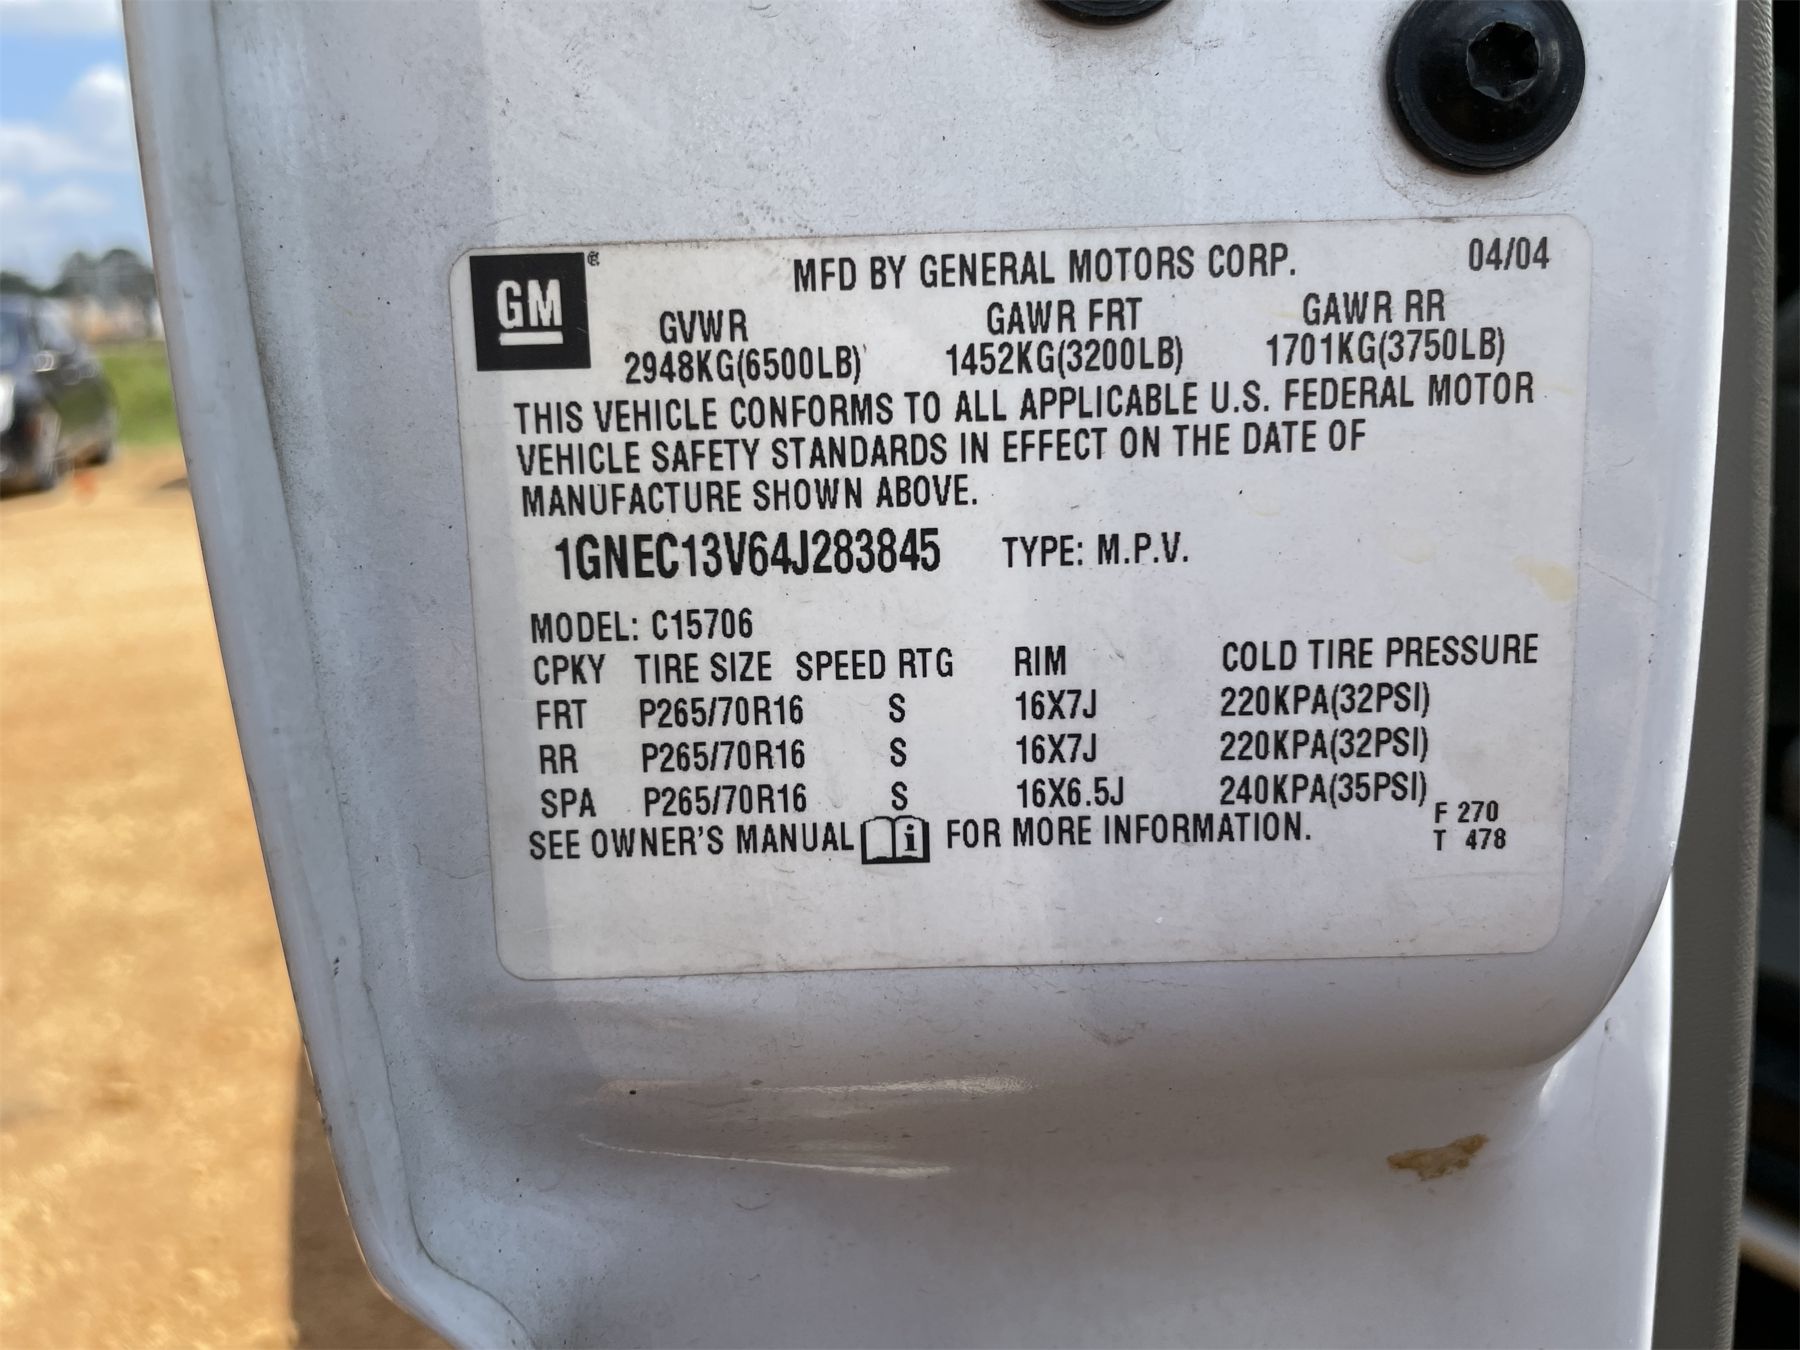 GM
MFD BY GENERAL MOTORS CORP. 04/04
GVWR GAWR FRT GAWR RR
2948KG(6500LB) 1452KG(3200LB) 1701KG(3750LB)
THIS VEHICLE CONFORMS TO ALL APPLICABLE U.S. FEDERAL MOTOR
VEHICLE SAFETY STANDARDS IN EFFECT ON THE DATE OF
MANUFACTURE SHOWN ABOVE.
1GNEC13V64J283845 TYPE: M.P.V.
MODEL: C15706
CPKY TIRE SIZE SPEED RTG RIM COLD TIRE PRESSURE
FRT P265/70R16 S 16X7J 220KPA(32PSI)
RR P265/70R16 S 16X7J 220KPA(32PSI)
SPA P265/70R16 S 16X6.5J 240KPA(35PSI)
SEE OWNER'S MANUAL i FOR MORE INFORMATION.
F 270
T 478